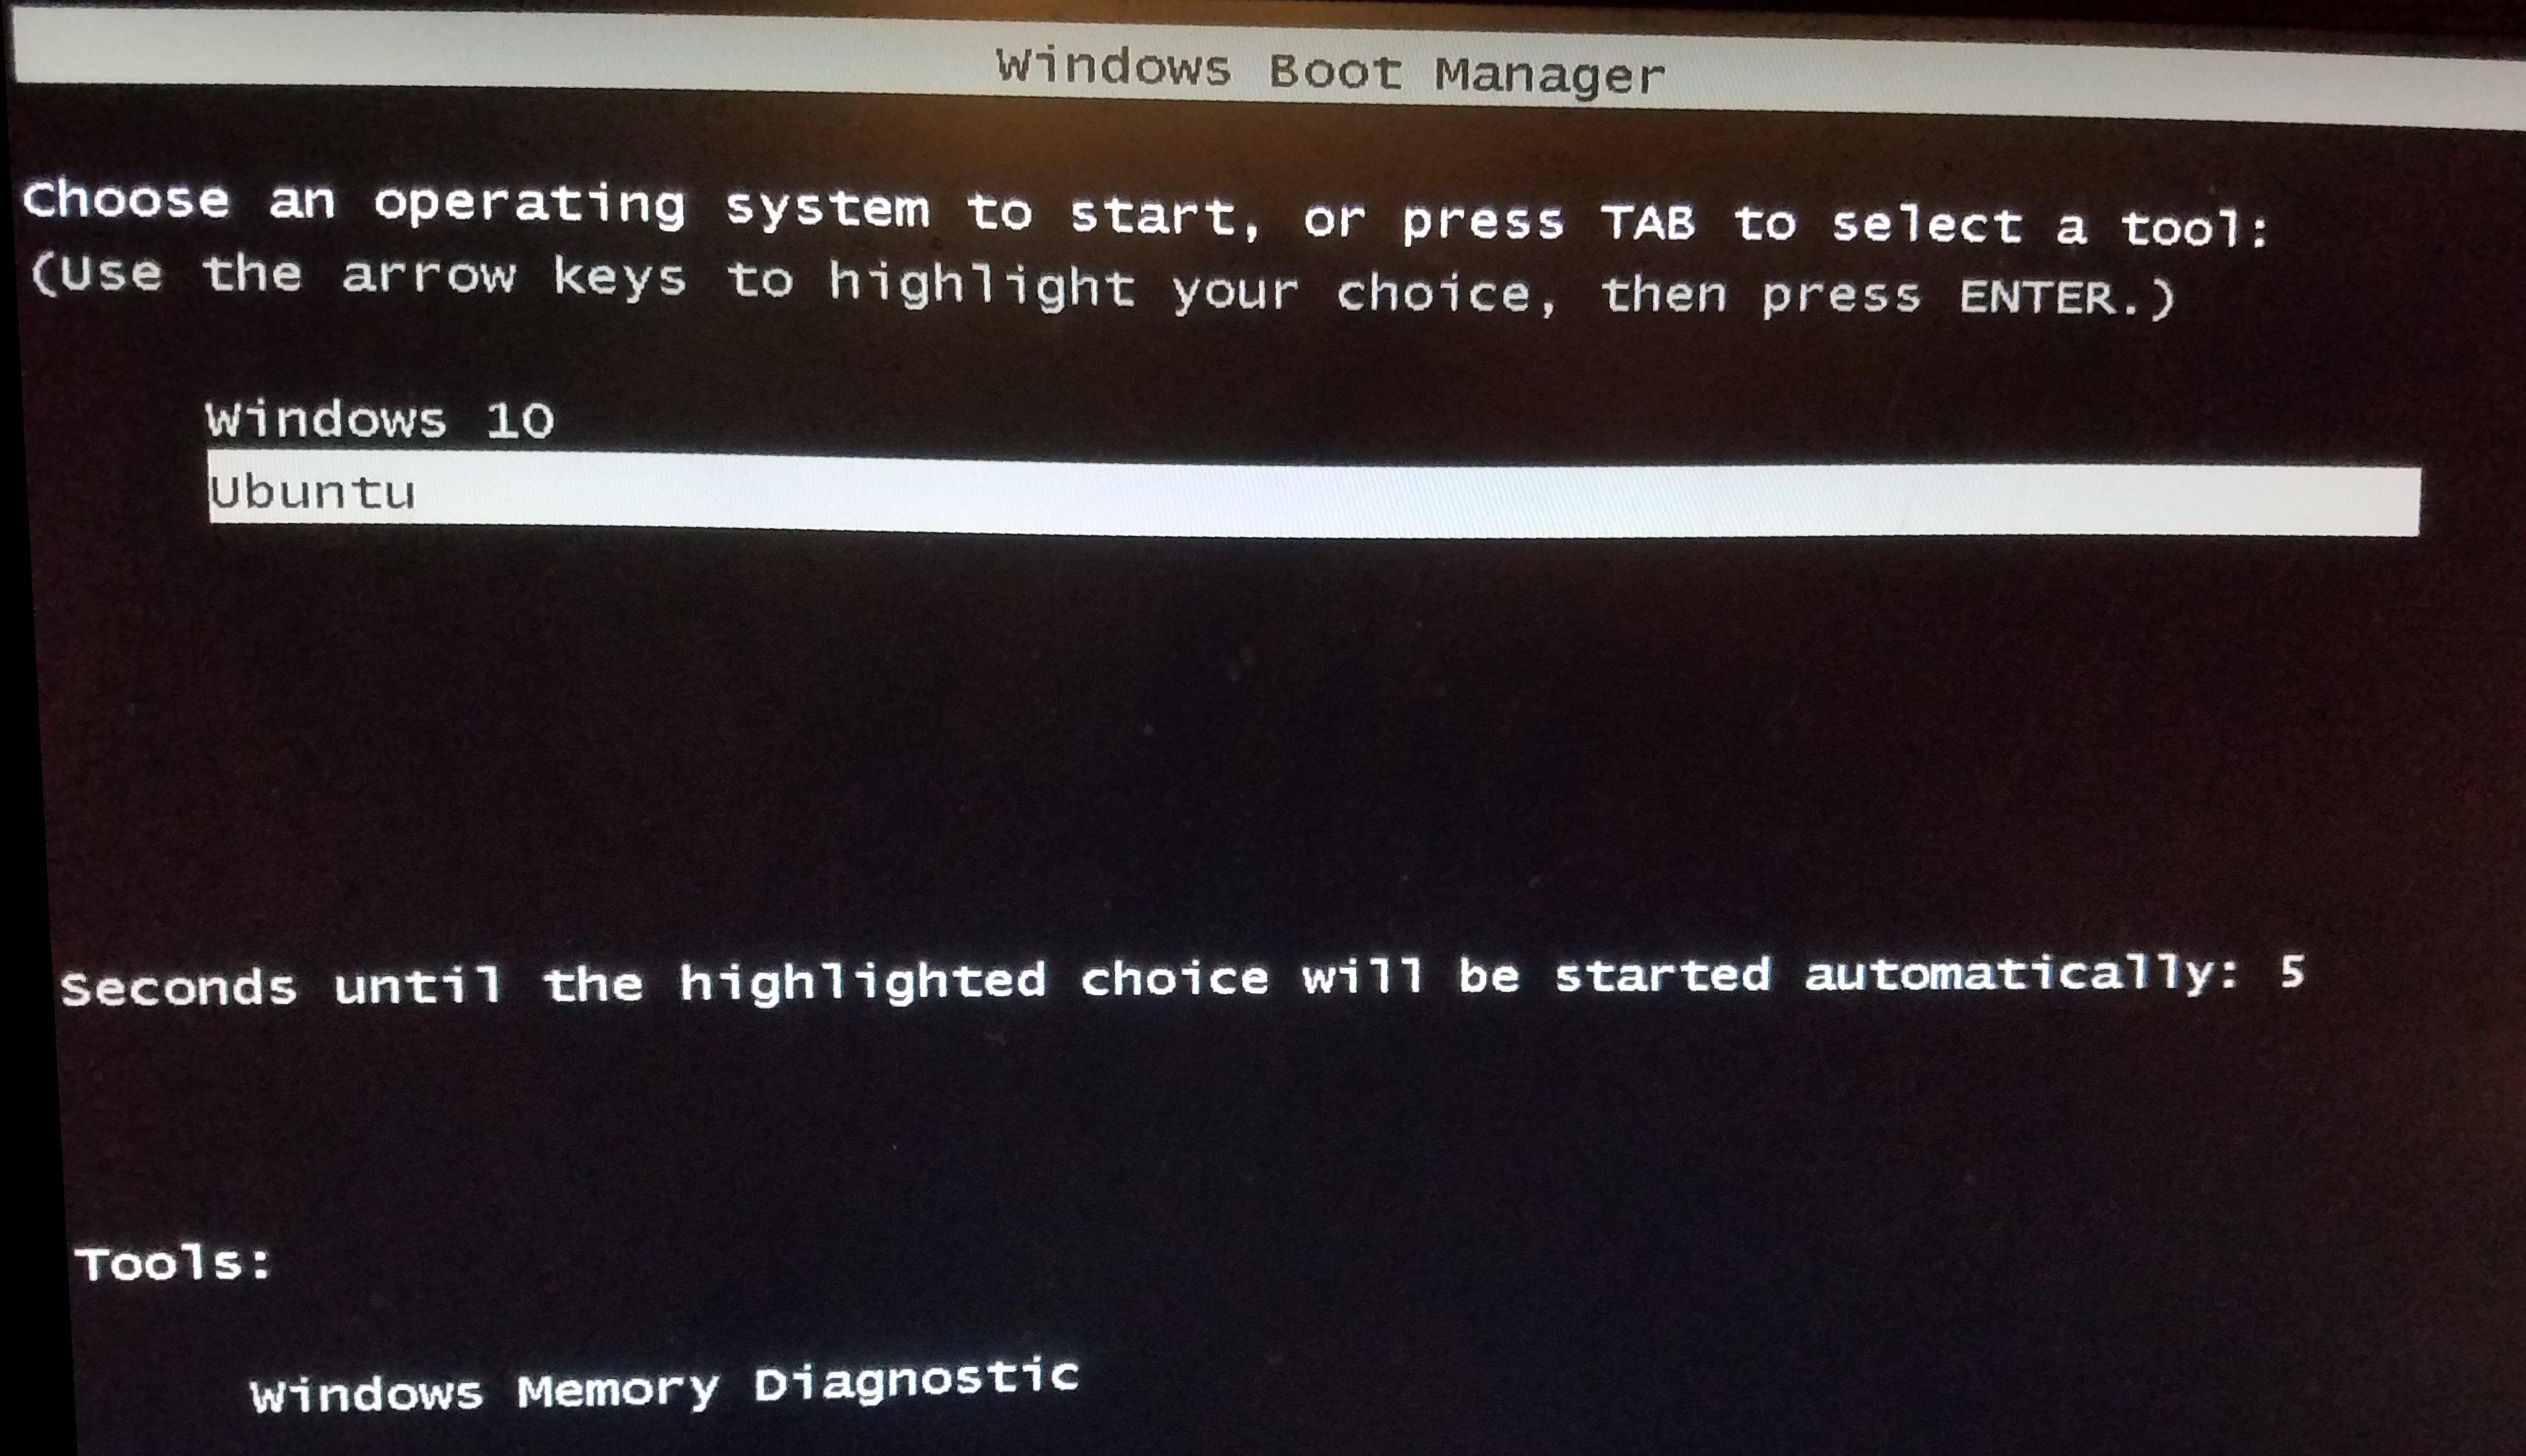 Windows Boot Manager
Choose an operating system to start, or press TAB to select a tool:
(Use the arrow keys to highlight your choice, then press ENTER.)
Windows 10
Ubuntu
Seconds until the highlighted choice will be started automatically: 5
Tools:
Windows Memory Diagnostic